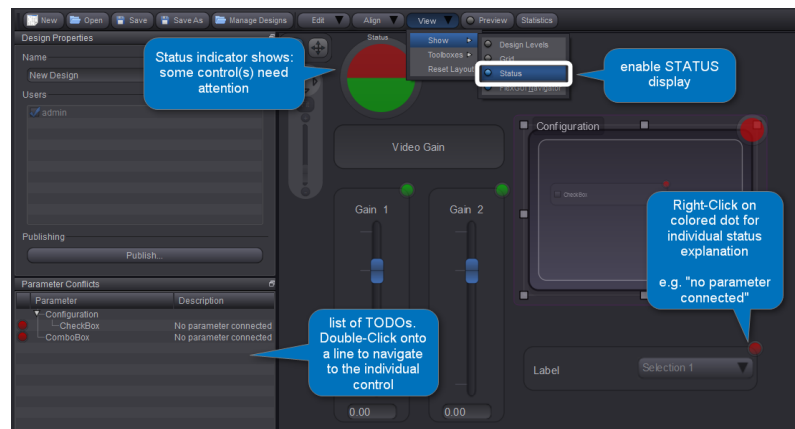 New Open Save Save As Manage Designs Edit Align View Preview Statistics
Design Properties
Name
New Design
Users
admin
Publishing
Publish...
Parameter Conflicts
Parameter Description
Configuration
CheckBox No parameter connected
ComboBox No parameter connected
Status indicator shows:
some control(s) need
attention
Status
Show
Toolboxes
Reset Layout
Design Levels
Grid
Status
Navigator
enable STATUS
display
Video Gain
Gain 1
Gain 2
0.00
0.00
Configuration
CheckBox
Right-Click on
colored dot for
individual status
explanation
e.g. "no parameter
connected"
list of TODOs.
Double-Click onto
a line to navigate
to the individual
control
Label
Selection 1